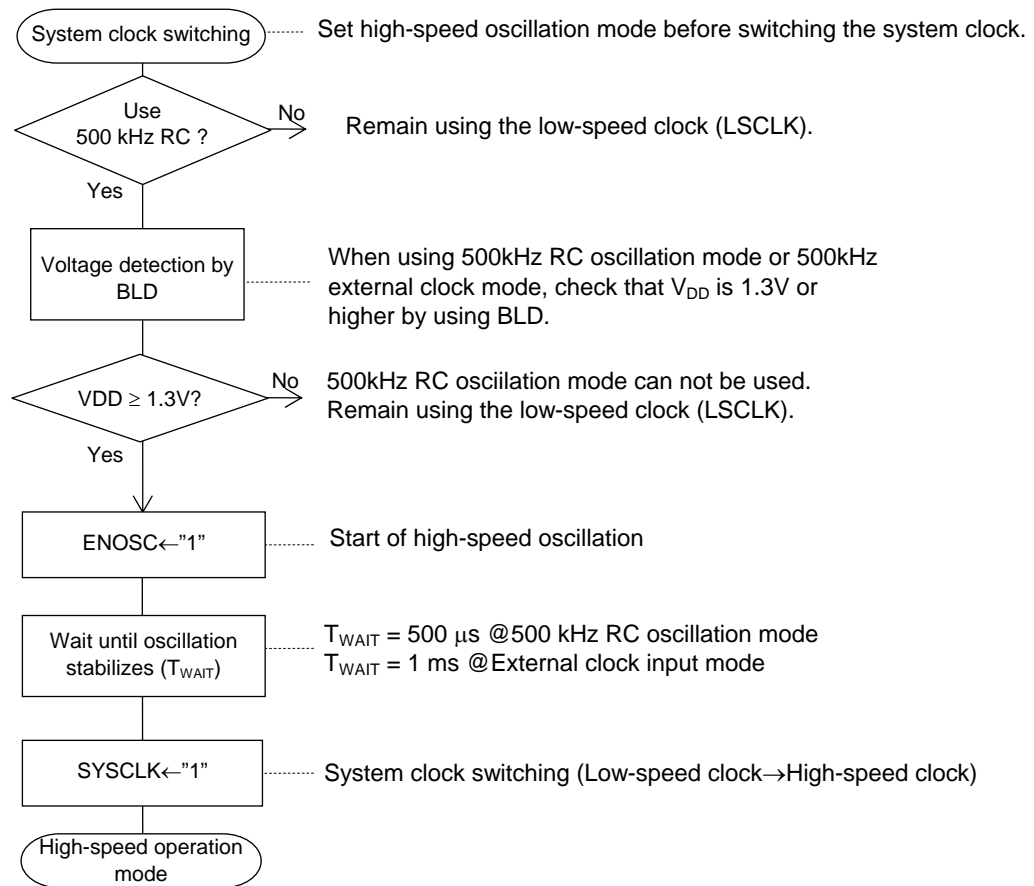 System clock switching
Set high-speed oscillation mode before switching the system clock.
Use
500 kHz RC ?
No
Remain using the low-speed clock (LSCLK).
Yes
Voltage detection by
BLD
When using 500kHz RC oscillation mode or 500kHz
external clock mode, check that VDD is 1.3V or
higher by using BLD.
VDD ≥ 1.3V?
No
500kHz RC osciilation mode can not be used.
Remain using the low-speed clock (LSCLK).
Yes
ENOSC←"1"
Start of high-speed oscillation
Wait until oscillation
stabilizes (TWAIT)
TWAIT = 500 μs @500 kHz RC oscillation mode
TWAIT = 1 ms @External clock input mode
SYSCLK←"1"
System clock switching (Low-speed clock→High-speed clock)
High-speed operation
mode